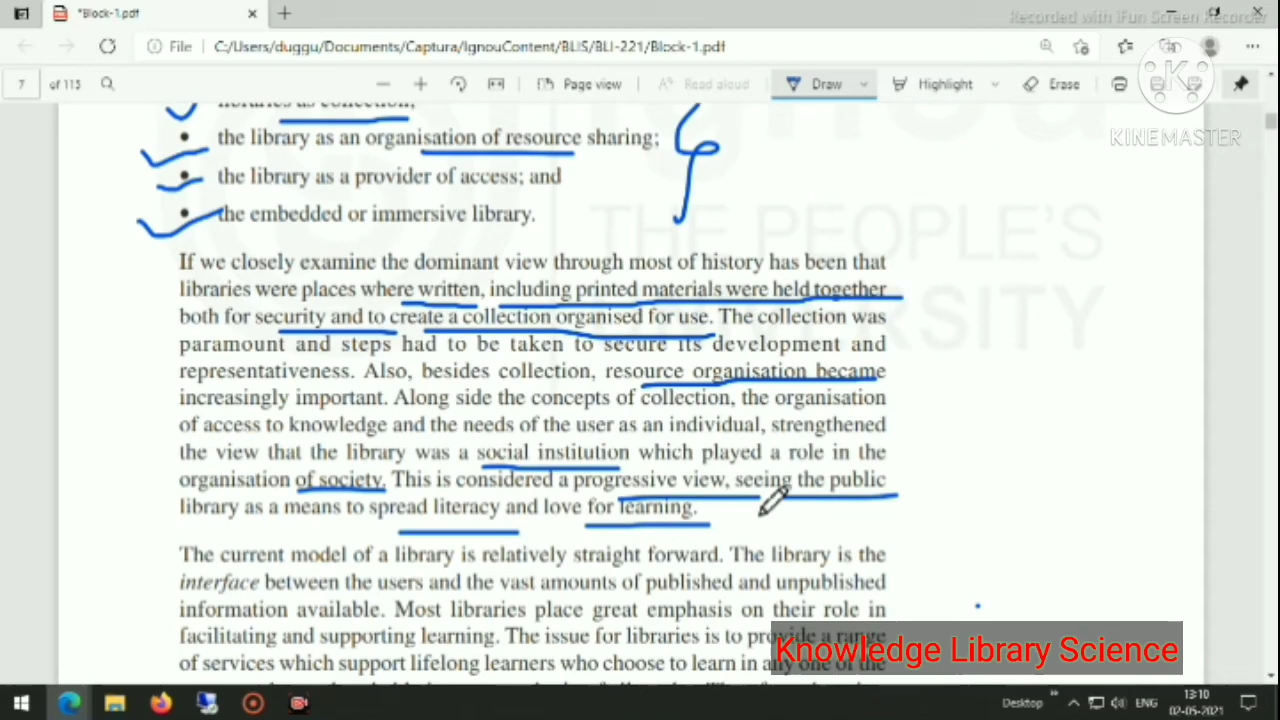 *Block-1.pdf
Recorded with iFun Screen Recorder
File C:/Users/duggu/Documents/Captura/IgnouContent/BLIS/BLI-221/Block-1.pdf
7 of 115 Page view Read aloud Draw Highlight Erase
KINEMASTER
libraries as collection;
• the library as an organisation of resource sharing;
• the library as a provider of access; and
• the embedded or immersive library.
THE PEOPLE'S
UNIVERSITY
If we closely examine the dominant view through most of history has been that
libraries were places where written, including printed materials were held together
both for security and to create a collection organised for use. The collection was
paramount and steps had to be taken to secure its development and
representativeness. Also, besides collection, resource organisation became
increasingly important. Along side the concepts of collection, the organisation
of access to knowledge and the needs of the user as an individual, strengthened
the view that the library was a social institution which played a role in the
organisation of society. This is considered a progressive view, seeing the public
library as a means to spread literacy and love for learning.
The current model of a library is relatively straight forward. The library is the
interface between the users and the vast amounts of published and unpublished
information available. Most libraries place great emphasis on their role in
facilitating and supporting learning. The issue for libraries is to provide a range
of services which support lifelong learners who choose to learn in any one of the
Knowledge Library Science
Desktop ENG 13:10
02-05-2021